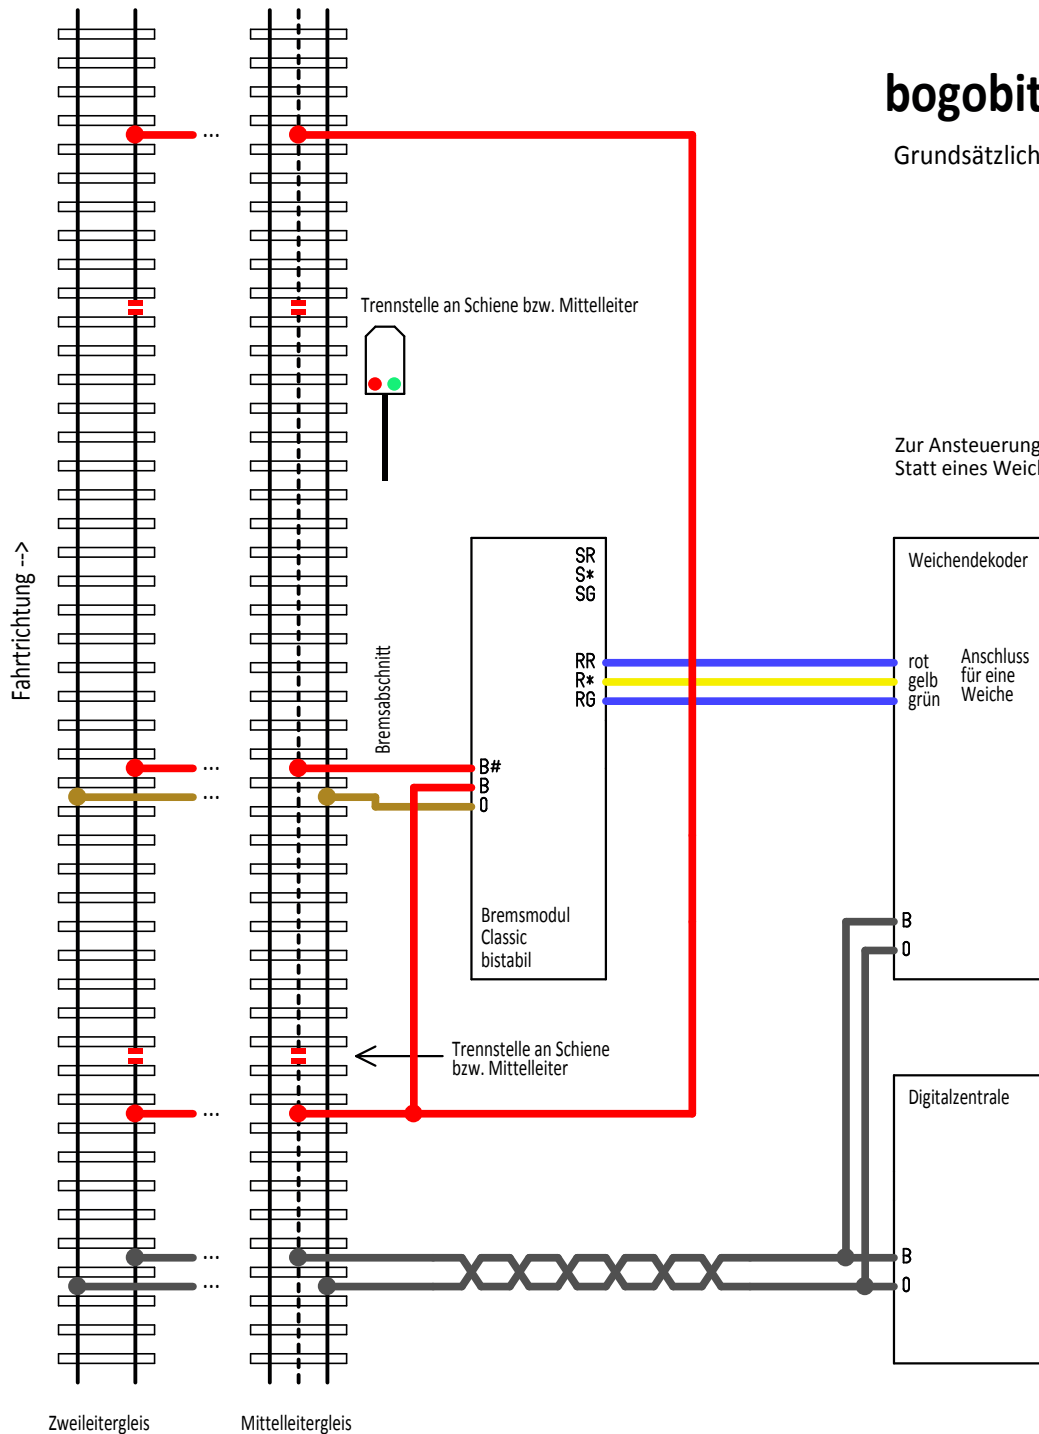 bogobit
Grundsätzlich
...
Trennstelle an Schiene bzw. Mittelleiter
Zur Ansteuerung
Statt eines Weich
Fahrtrichtung -->
SR
S*
SG
Weichendekoder
Bremsabschnitt
RR
R*
RG
rot
gelb
grün
Anschluss
für eine
Weiche
...
...
B#
B
0
Bremsmodul
Classic
bistabil
B
0
Trennstelle an Schiene
bzw. Mittelleiter
...
Digitalzentrale
...
...
B
0
Zweileitergleis
Mittelleitergleis